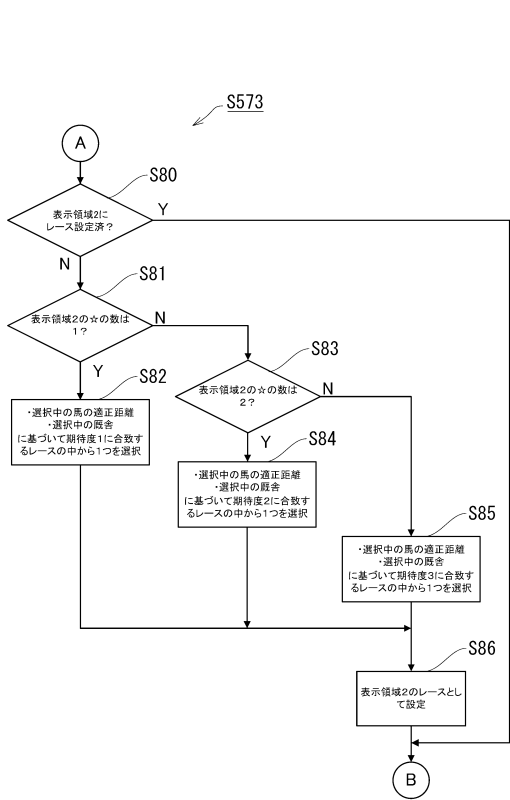 S573
A
S80
表示領域2に
レース設定済？
Y
N
S81
表示領域2の☆の数は
1？
N
Y
S82
・選択中の馬の適正距離
・選択中の厩舎
に基づいて期待度1に合致す
るレースの中から1つを選択
S83
表示領域2の☆の数は
2？
N
Y
S84
・選択中の馬の適正距離
・選択中の厩舎
に基づいて期待度2に合致す
るレースの中から1つを選択
S85
・選択中の馬の適正距離
・選択中の厩舎
に基づいて期待度3に合致す
るレースの中から1つを選択
S86
表示領域2のレースとし
て設定
B